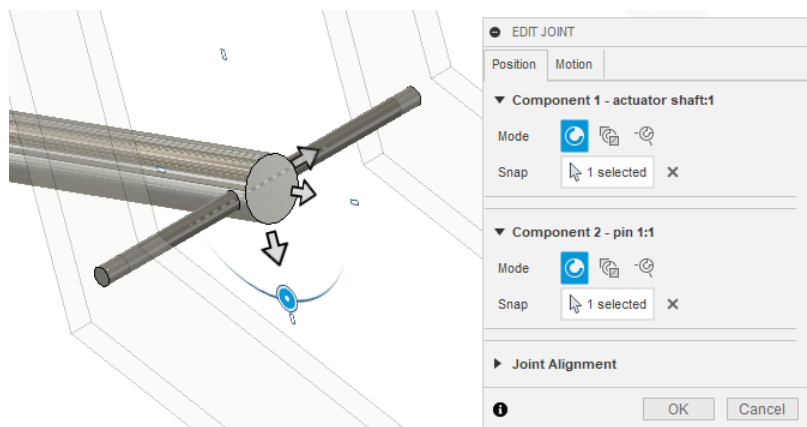 EDIT JOINT
Position Motion
Component 1 - actuator shaft:1
Mode
Snap 1 selected
Component 2 - pin 1:1
Mode
Snap 1 selected
Joint Alignment
OK Cancel